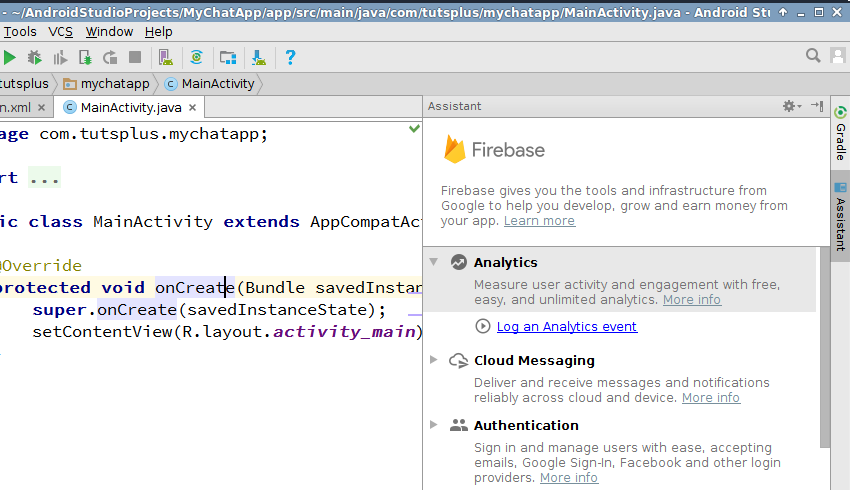 - ~/AndroidStudioProjects/MyChatApp/app/src/main/java/com/tutsplus/mychatapp/MainActivity.java - Android Stu
Tools VCS Window Help
tutsplus mychatapp MainActivity
n.xml MainActivity.java
Assistant
age com.tutsplus.mychatapp;
rt ...
ic class MainActivity extends AppCompatAct
@Override
protected void onCreate(Bundle savedInstan
super.onCreate(savedInstanceState);
setContentView(R.layout.activity_main)
Firebase
Firebase gives you the tools and infrastructure from
Google to help you develop, grow and earn money from
your app. Learn more
Analytics
Measure user activity and engagement with free,
easy, and unlimited analytics. More info
Log an Analytics event
Cloud Messaging
Deliver and receive messages and notifications
reliably across cloud and device. More info
Authentication
Sign in and manage users with ease, accepting
emails, Google Sign-In, Facebook and other login
providers. More info
Gradle
Assistant